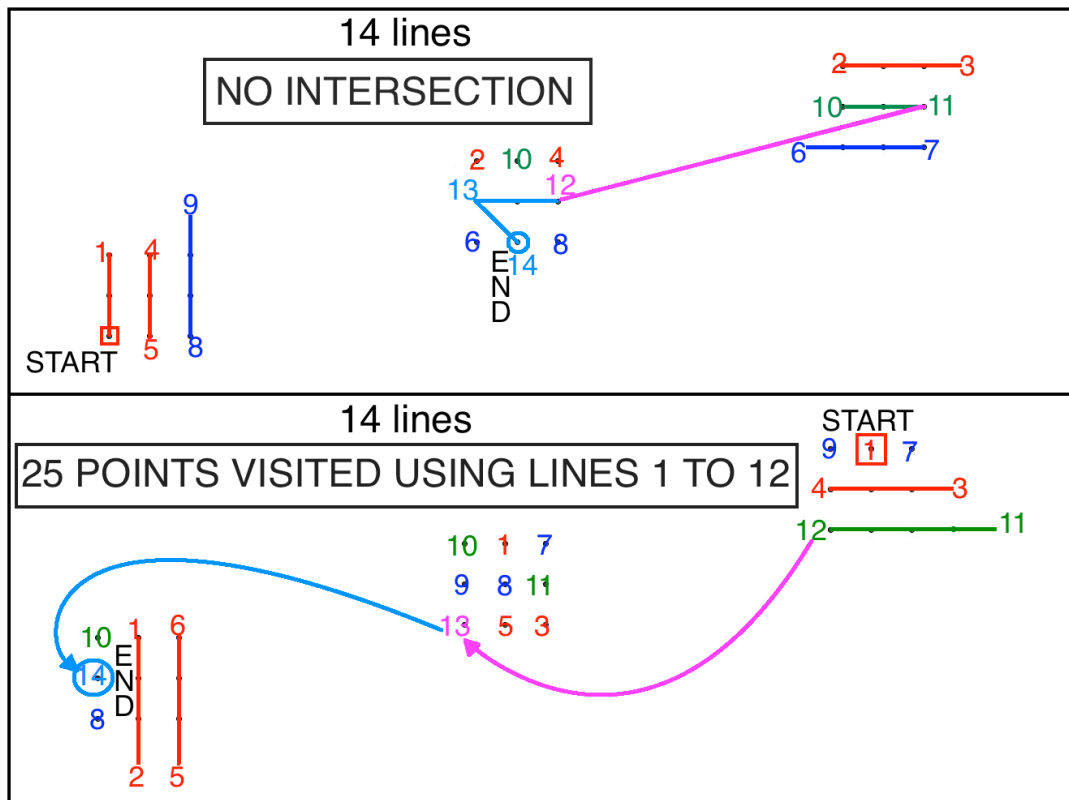 14 lines
NO INTERSECTION
2 3
10 11
6 7
2 10 4
13 12
6 8
14
END
9
1 4
5 8
START
14 lines
25 POINTS VISITED USING LINES 1 TO 12
START
9 1 7
4 3
12 11
10 1 7
9 8 11
13 5 3
10 1 6
14
8
END
2 5